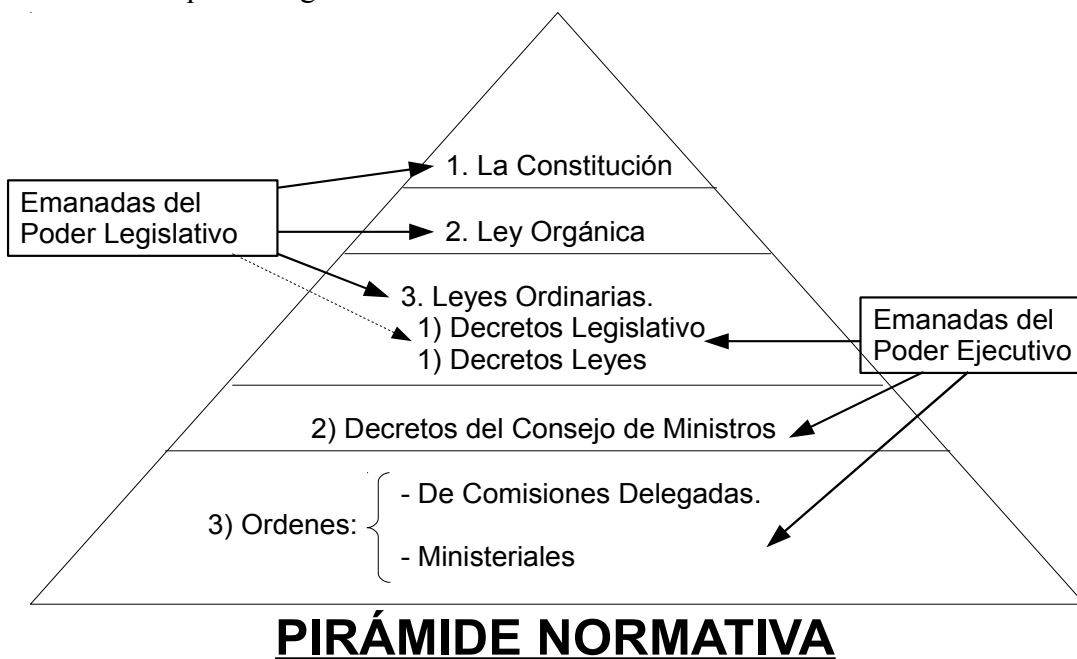 1. La Constitución
Emanadas del
Poder Legislativo
2. Ley Orgánica
3. Leyes Ordinarias.
1) Decretos Legislativo
1) Decretos Leyes
Emanadas del
Poder Ejecutivo
2) Decretos del Consejo de Ministros
3) Ordenes:
- De Comisiones Delegadas.
- Ministeriales
PIRÁMIDE NORMATIVA